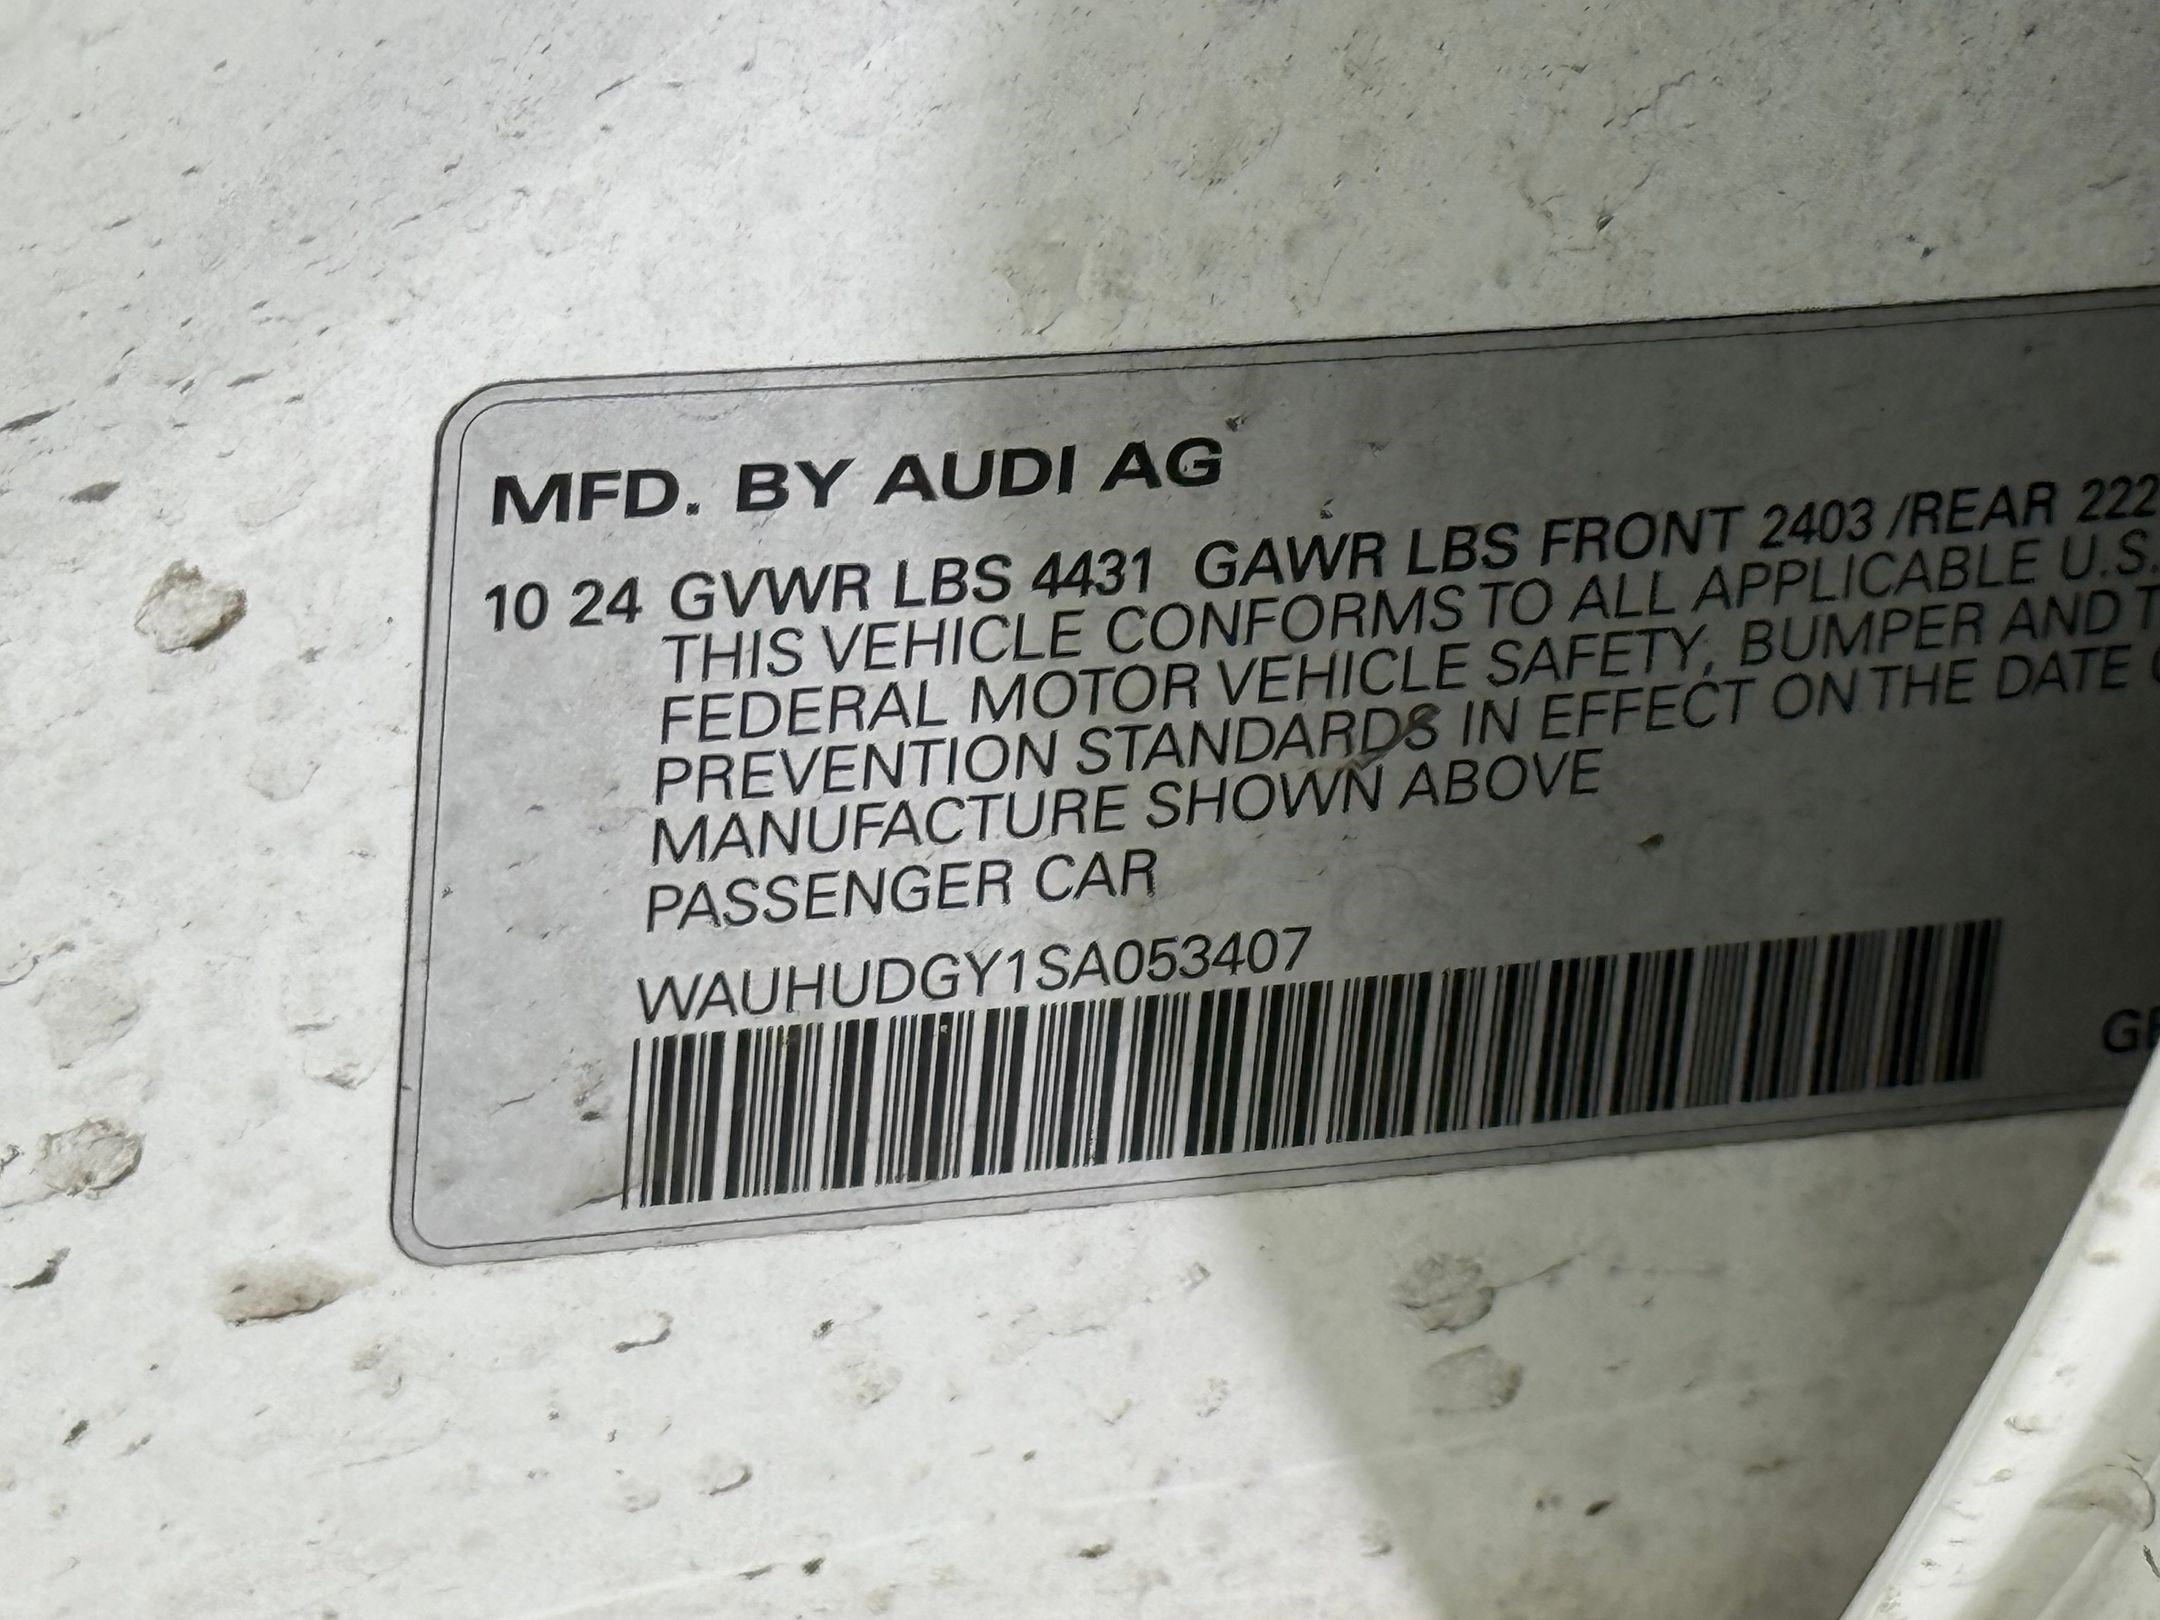 MFD. BY AUDI AG
10 24 GVWR LBS 4431 GAWR LBS FRONT 2403 /REAR
THIS VEHICLE CONFORMS TO ALL APPLICABLE U.S.
FEDERAL MOTOR VEHICLE SAFETY, BUMPER AND
PREVENTION STANDARDS IN EFFECT ON THE DATE
MANUFACTURE SHOWN ABOVE
PASSENGER CAR
WAUHUDGY1SA053407